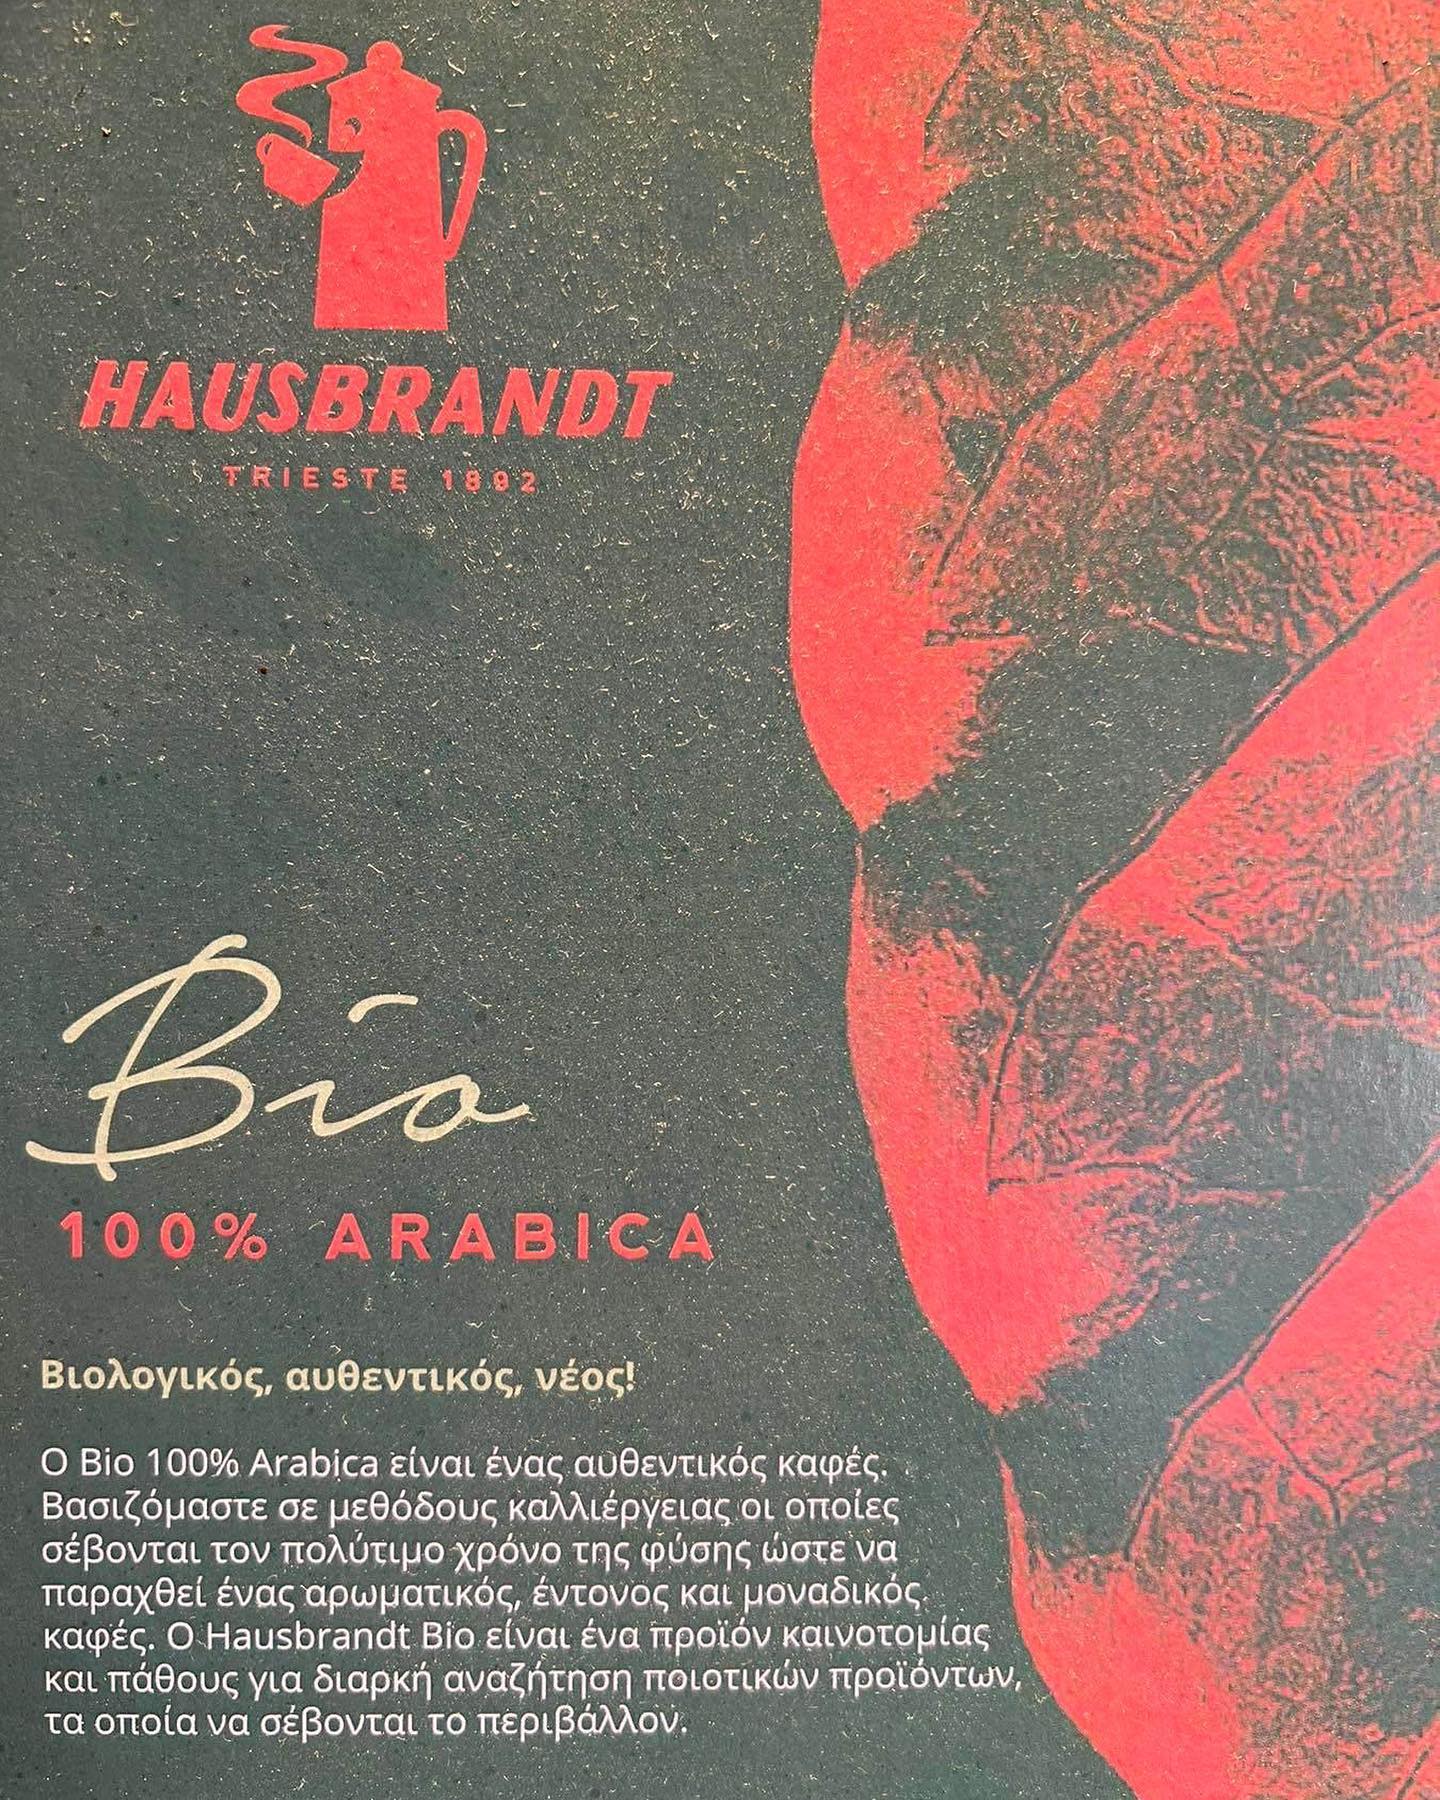 HAUSBRANDT
TRIESTE 1892
Bio
100% ARABICA
Βιολογικός, αυθεντικός, νέος!
Ο Bio 100% Arabica είναι ένας αυθεντικός καφές.
Βασιζόμαστε σε μεθόδους καλλιέργειας οι οποίες
σέβονται τον πολύτιμο χρόνο της φύσης ώστε να
παραχθεί ένας αρωματικός, έντονος και μοναδικός
καφές. Ο Hausbrandt Bio είναι ένα προϊόν καινοτομίας
και πάθους για διαρκή αναζήτηση ποιοτικών προϊόντων,
τα οποία να σέβονται το περιβάλλον.